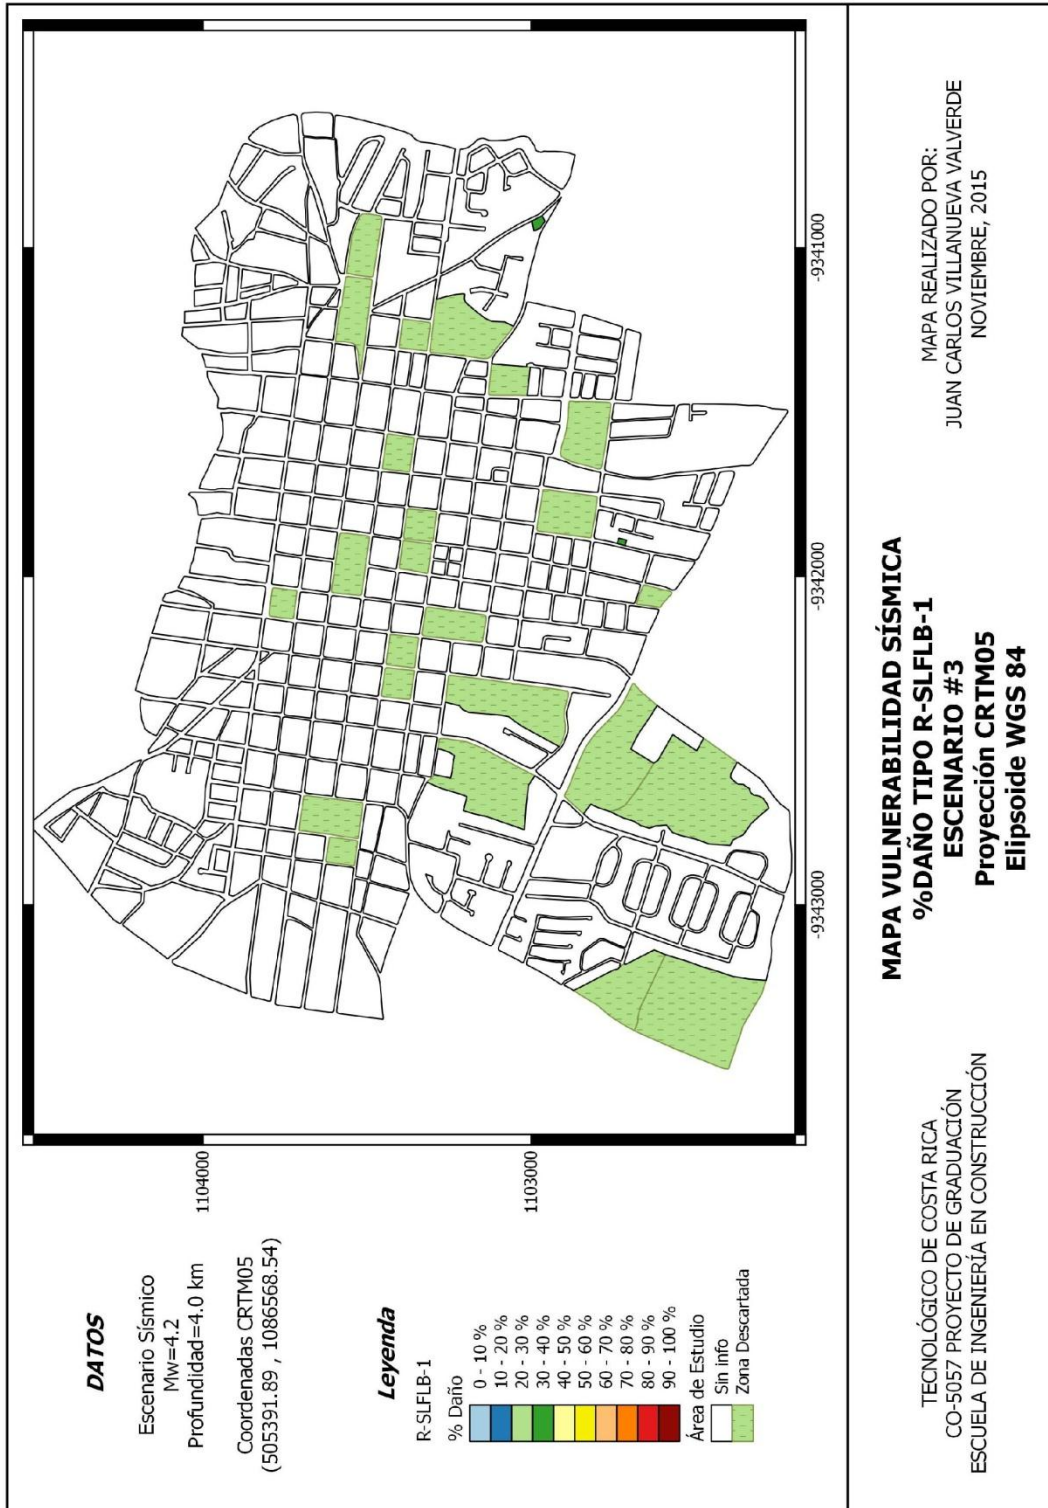 DATOS
Escenario Sísmico
Mw=4.2
Profundidad=4.0 km
Coordenadas CRTM05
(505391.89 , 1086568.54)
Leyenda
R-SLFLB-1
% Daño
0 - 10 %
10 - 20 %
20 - 30 %
30 - 40 %
40 - 50 %
50 - 60 %
60 - 70 %
70 - 80 %
80 - 90 %
90 - 100 %
Área de Estudio
Sin info
Zona Descartada
1104000
1103000
-9343000
-9342000
-9341000
TECNOLÓGICO DE COSTA RICA
CO-5057 PROYECTO DE GRADUACIÓN
ESCUELA DE INGENIERÍA EN CONSTRUCCIÓN
MAPA VULNERABILIDAD SÍSMICA
%DAÑO TIPO R-SLFLB-1
ESCENARIO #3
Proyección CRTM05
Elipsoide WGS 84
MAPA REALIZADO POR:
JUAN CARLOS VILLANUEVA VALVERDE
NOVIEMBRE, 2015